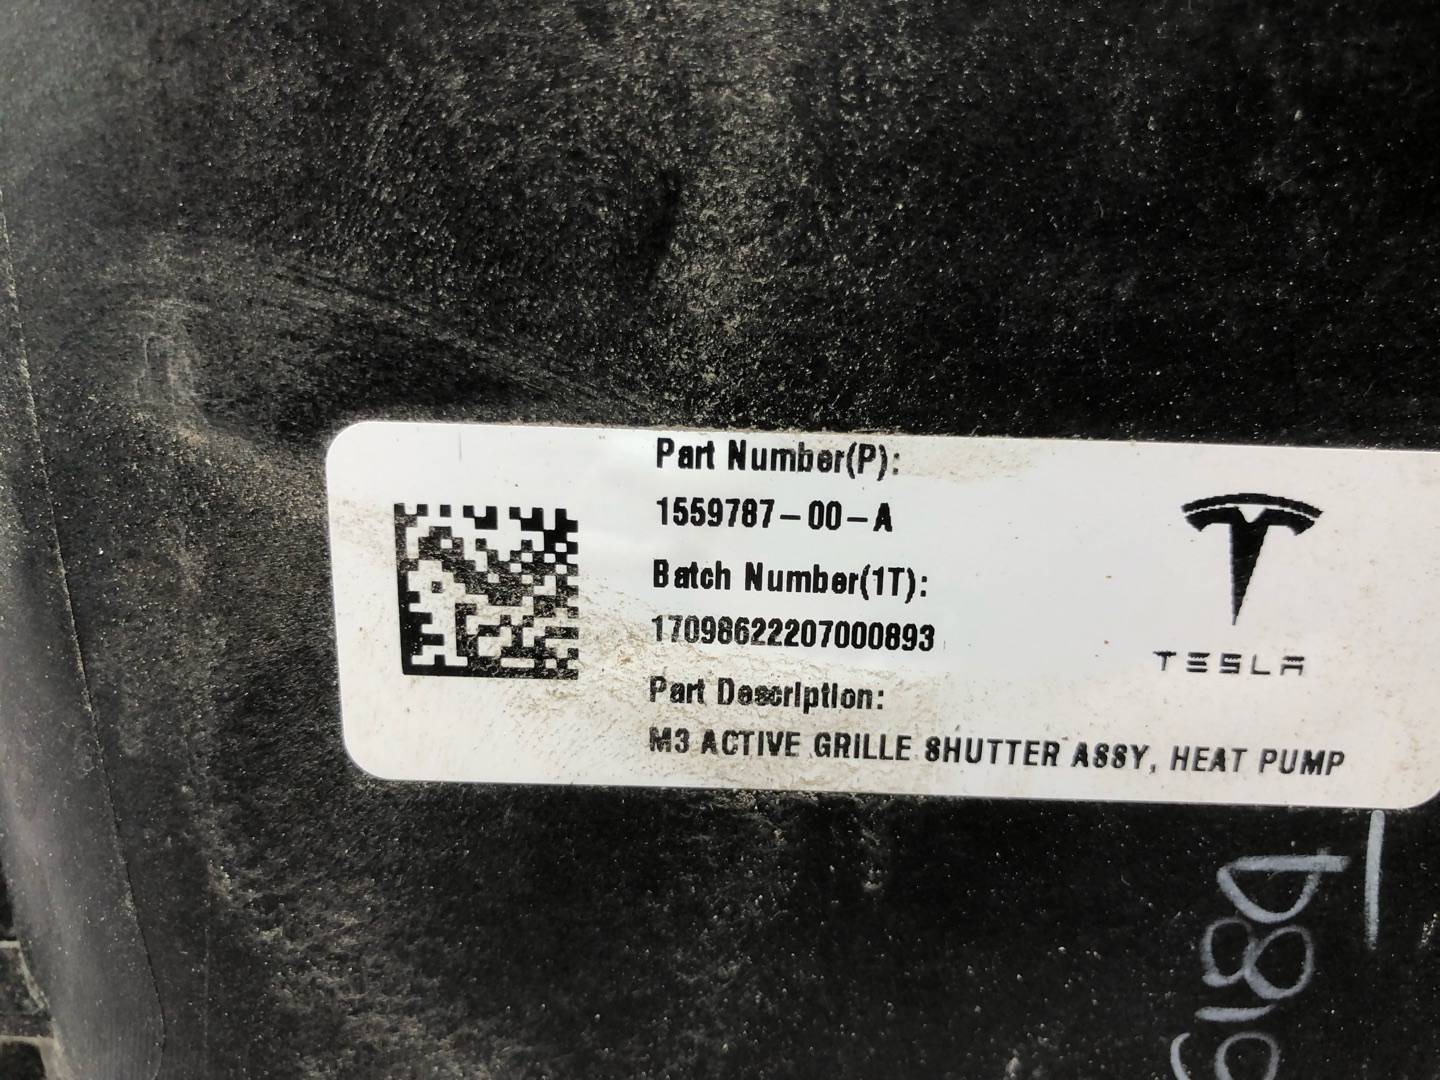 Part Number(P):
1559787-00-A
Batch Number(1T):
17098622207000893
Part Description:
M3 ACTIVE GRILLE SHUTTER ASSY, HEAT PUMP
TESLA